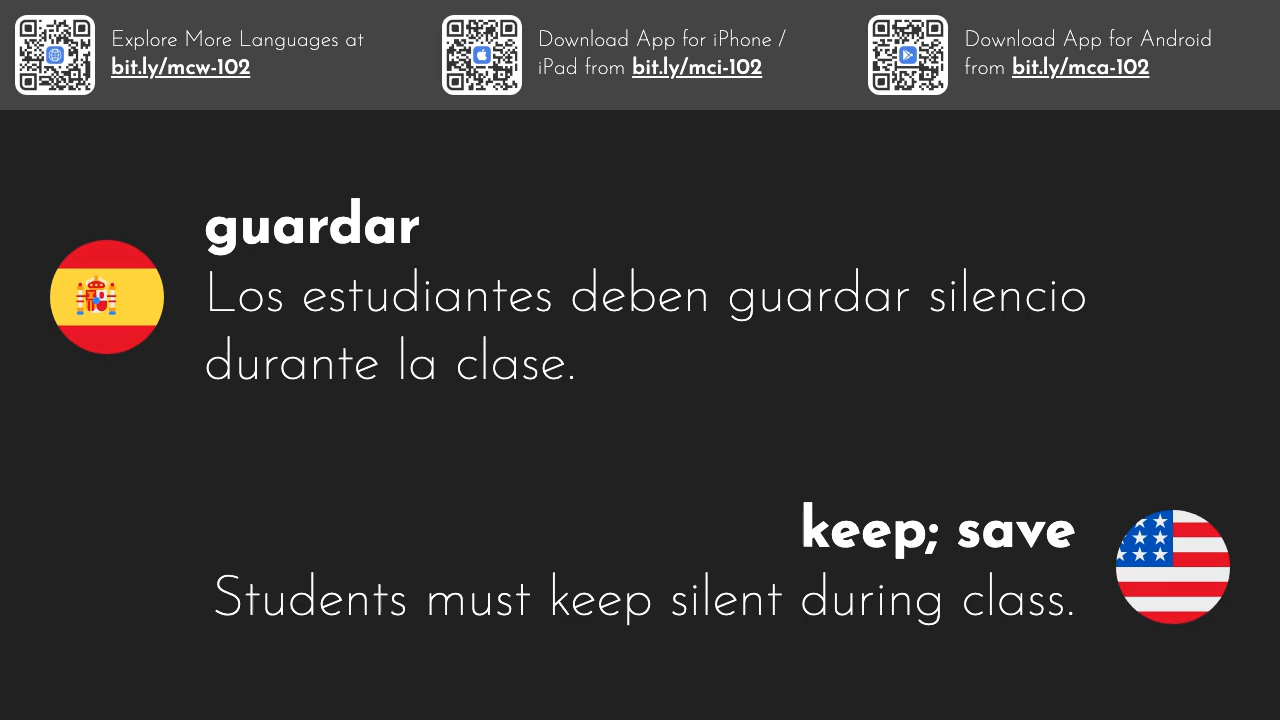 Explore More Languages at
bit.ly/mcw-102
Download App for iPhone /
iPad from bit.ly/mci-102
Download App for Android
from bit.ly/mca-102
guardar
Los estudiantes deben guardar silencio
durante la clase.
keep; save
Students must keep silent during class.